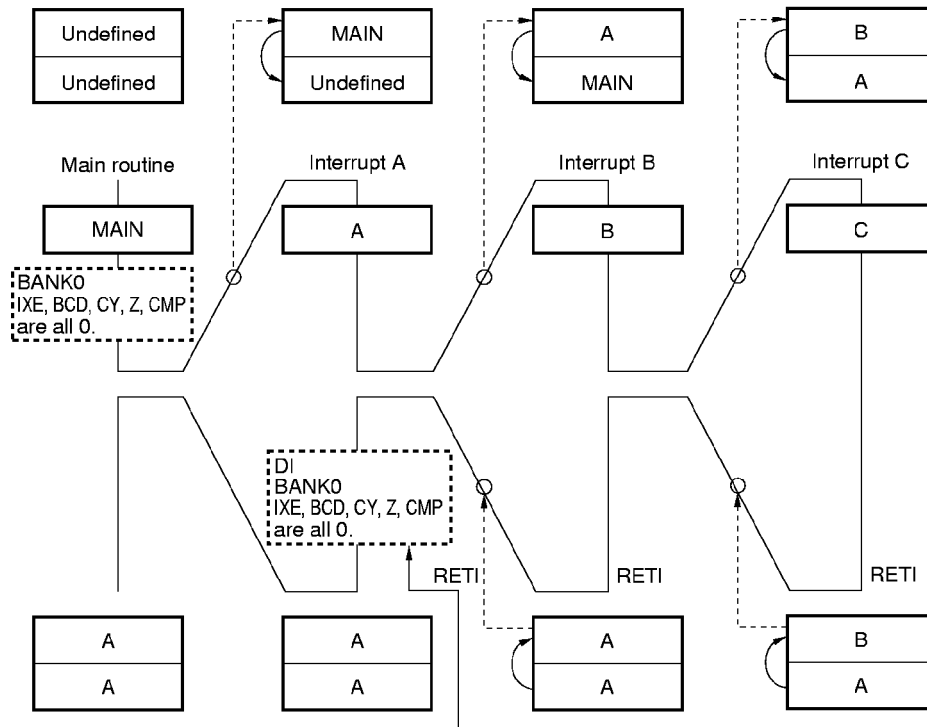 Undefined
Undefined
MAIN
Undefined
A
MAIN
B
A
Main routine
Interrupt A
Interrupt B
Interrupt C
MAIN
A
B
C
BANK0
IXE, BCD, CY, Z, CMP
are all 0.
DI
BANK0
IXE, BCD, CY, Z, CMP
are all 0.
RETI
RETI
RETI
A
A
A
A
A
A
B
A